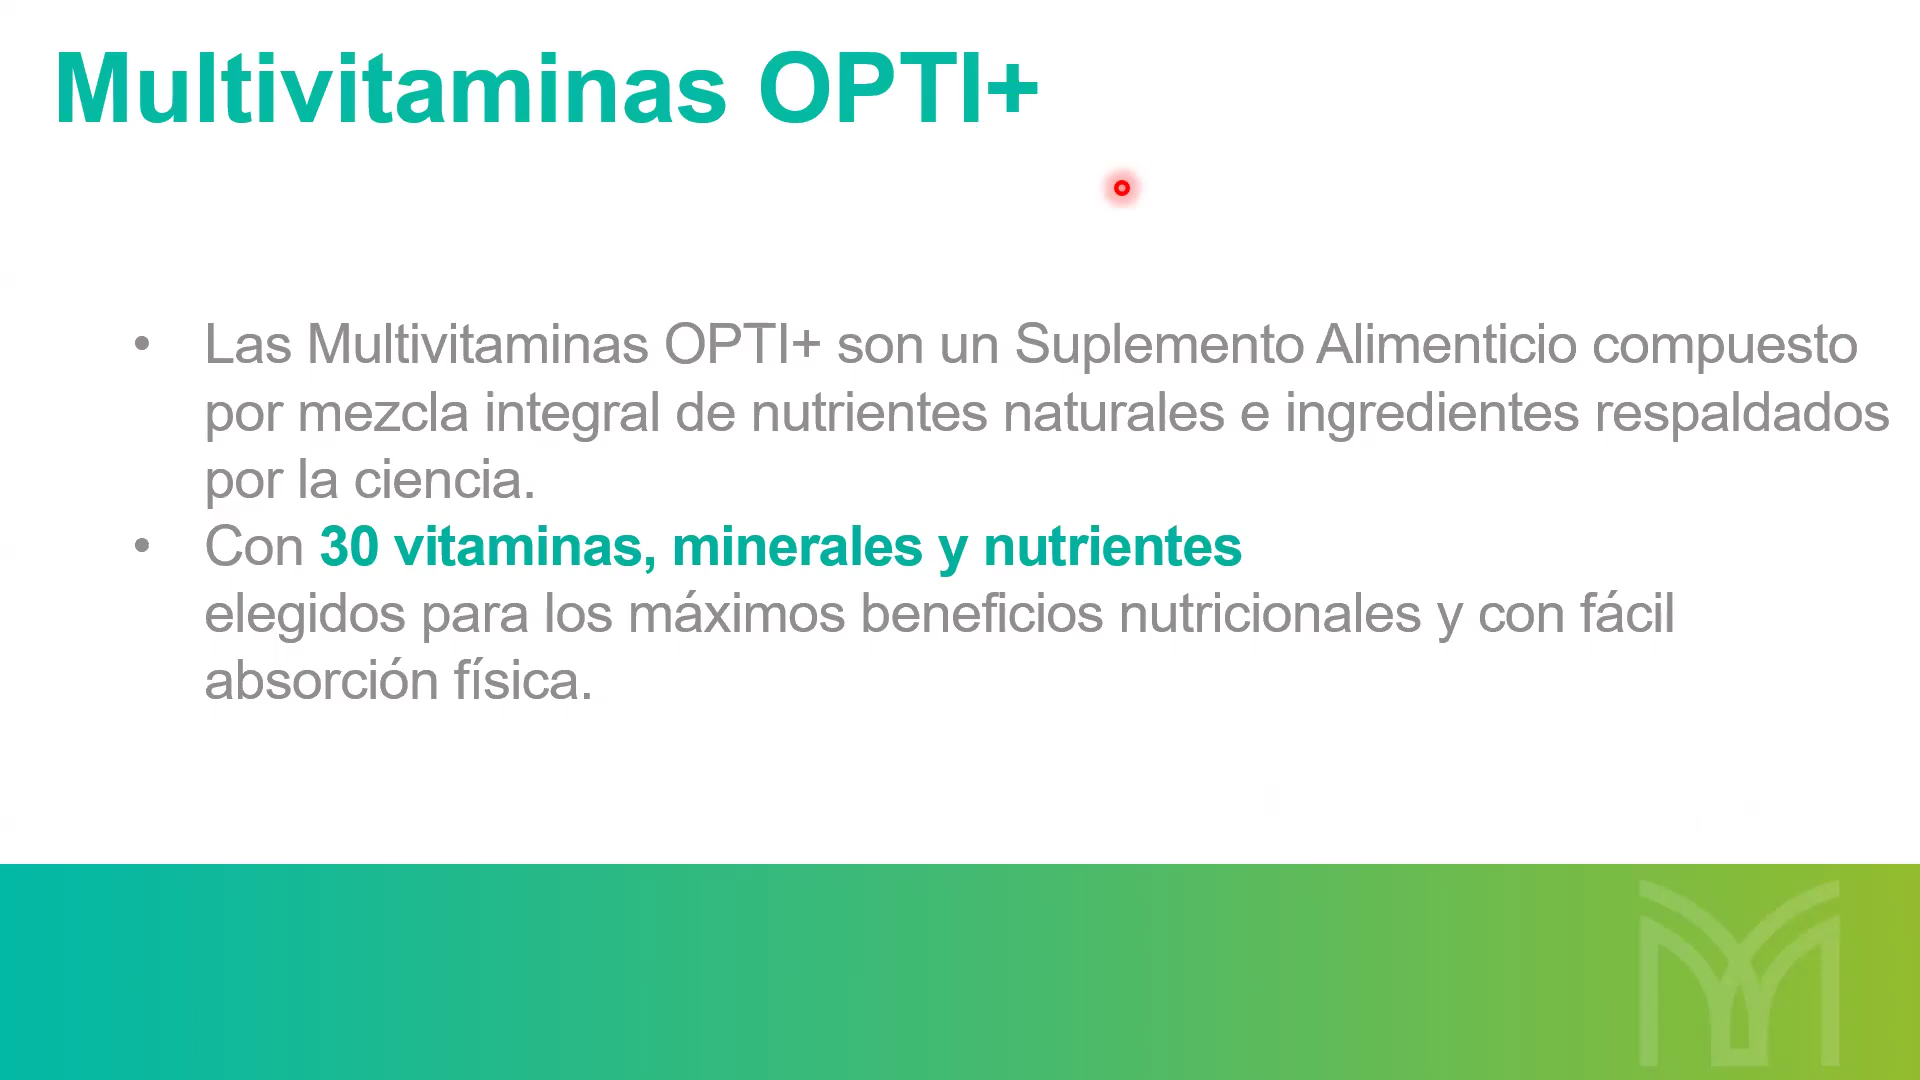 Multivitaminas OPTI+
• Las Multivitaminas OPTI+ son un Suplemento Alimenticio compuesto
por mezcla integral de nutrientes naturales e ingredientes respaldados
por la ciencia.
• Con 30 vitaminas, minerales y nutrientes
elegidos para los máximos beneficios nutricionales y con fácil
absorción física.